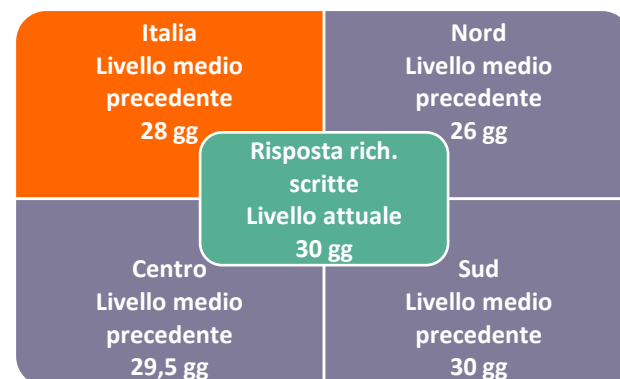 Italia
Livello medio
precedente
28 gg
Nord
Livello medio
precedente
26 gg
Risposta rich.
scritte
Livello attuale
30 gg
Centro
Livello medio
precedente
29,5 gg
Sud
Livello medio
precedente
30 gg